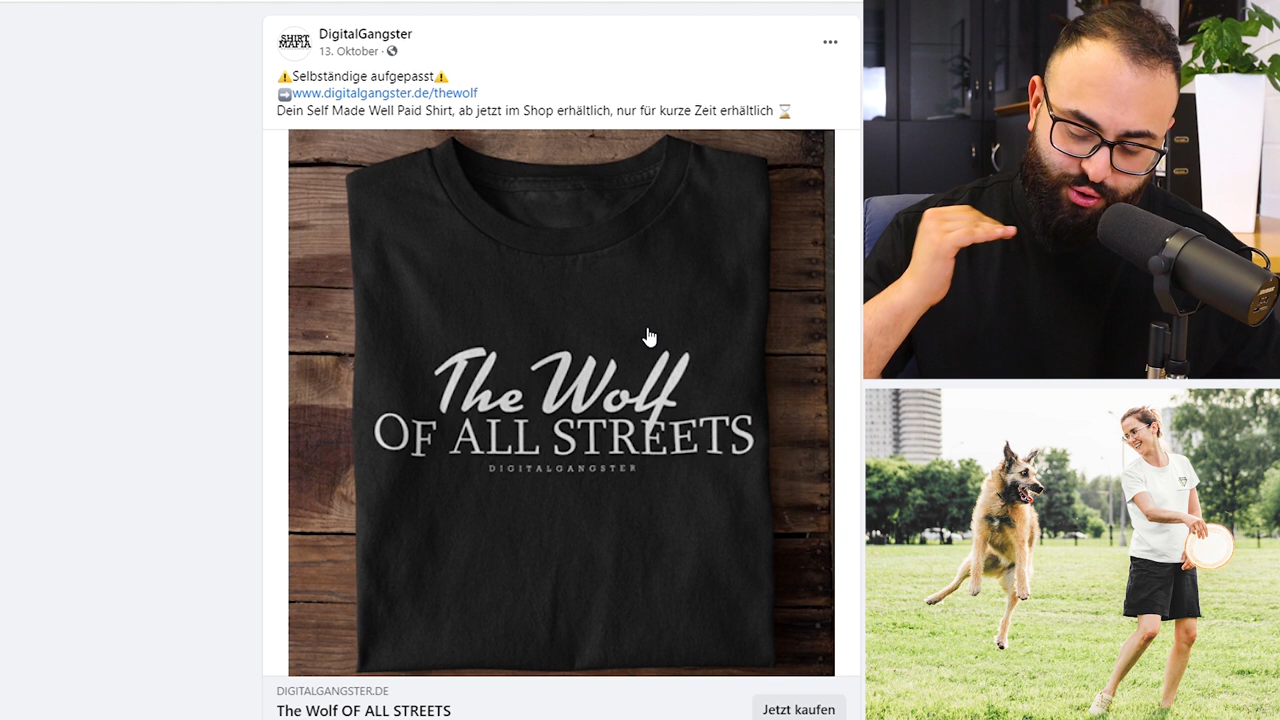 SHIRT
MAFIA
DigitalGangster
13. Oktober ·
⚠️Selbständige aufgepasst⚠️
➡️www.digitalgangster.de/thewolf
Dein Self Made Well Paid Shirt, ab jetzt im Shop erhältlich, nur für kurze Zeit erhältlich ⏳
The Wolf
OF ALL STREETS
DIGITALGANGSTER
DIGITALGANGSTER.DE
The Wolf OF ALL STREETS
Jetzt kaufen